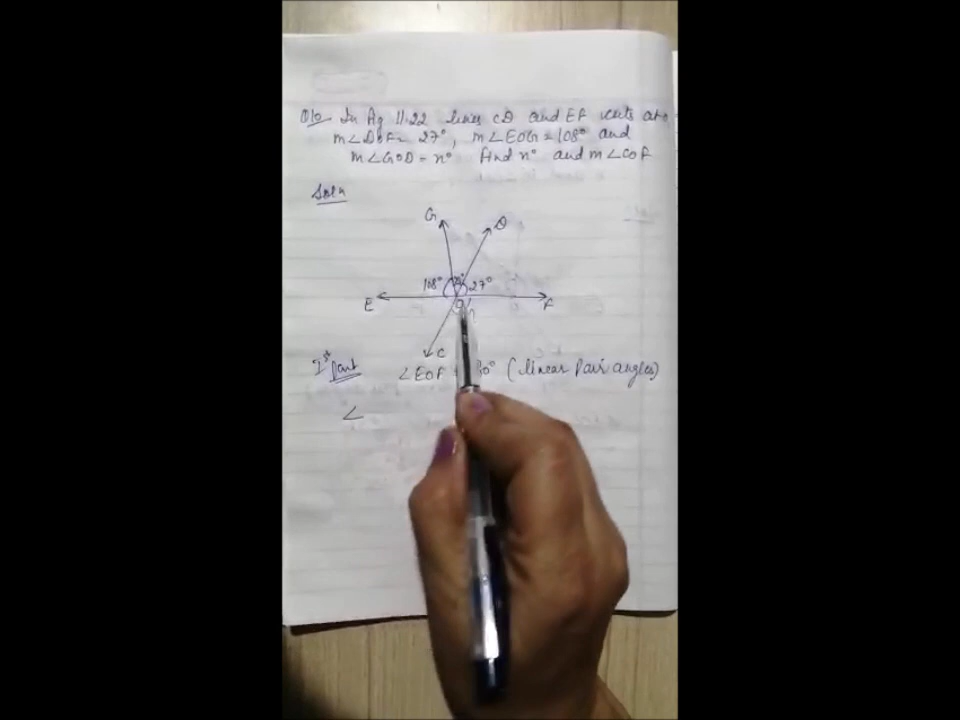 Q10 In fig 11.22 lines CD and EF cuts at O
m∠DOF = 27°, m∠EOG = 108° and
m∠GOD = n° find n° and m∠COF
Soln
G D
108° n° 27°
E O F
C
Ist part ∠EOF = 180° (linear Pair angles)
∠